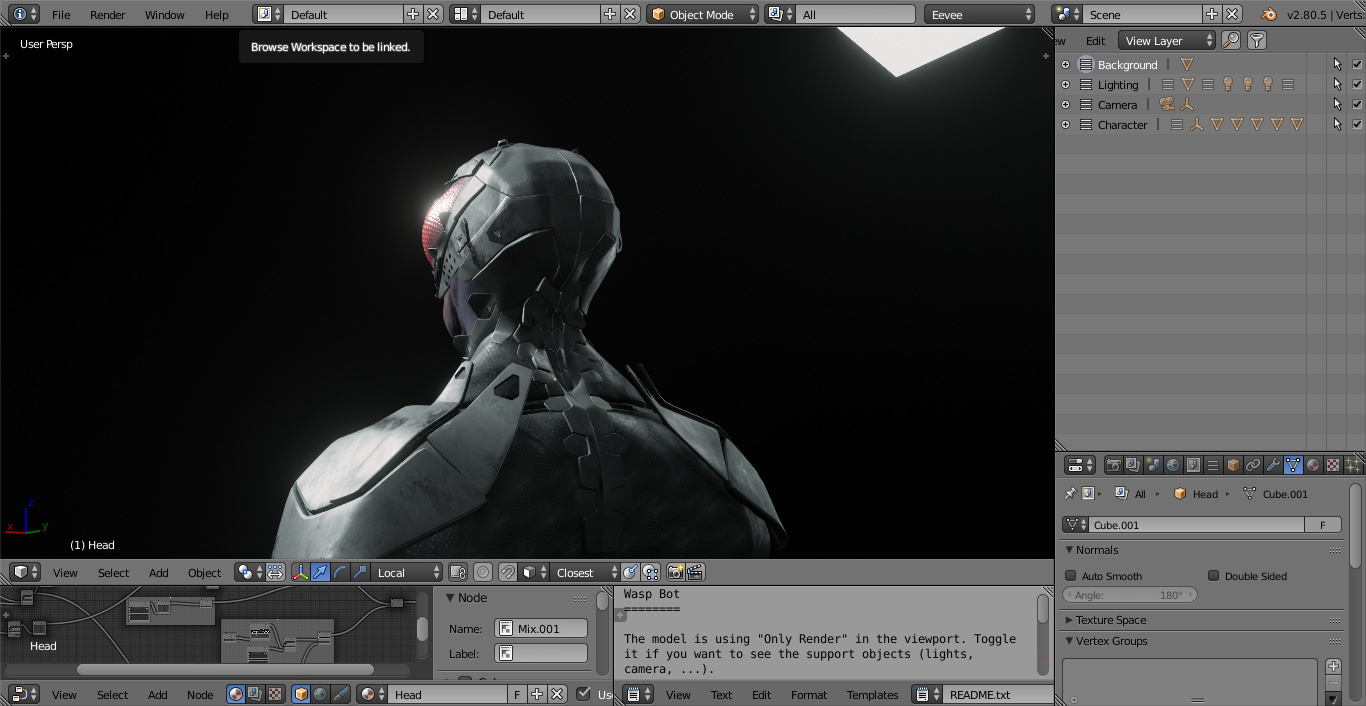 File Render Window Help Default Default Object Mode All Eevee Scene v2.80.5 | Verts:
User Persp
Browse Workspace to be linked.
ew Edit View Layer
Background
Lighting
Camera
Character
z
x y
(1) Head
All Head Cube.001
Cube.001 F
Normals
Auto Smooth Double Sided
Angle: 180°
Texture Space
Vertex Groups
View Select Add Object Local Closest
Head
Node
Name: Mix.001
Label:
View Select Add Node Head F Us
Wasp Bot
========
The model is using "Only Render" in the viewport. Toggle
it if you want to see the support objects (lights,
camera, ...).
View Text Edit Format Templates README.txt